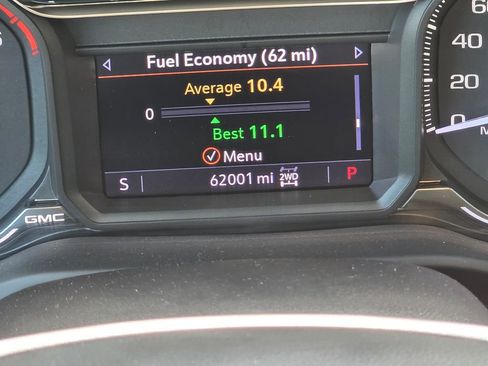 Fuel Economy (62 mi)
Average 10.4
0
Best 11.1
Menu
S 62001 mi 2WD P
GMC
60
40
20
0